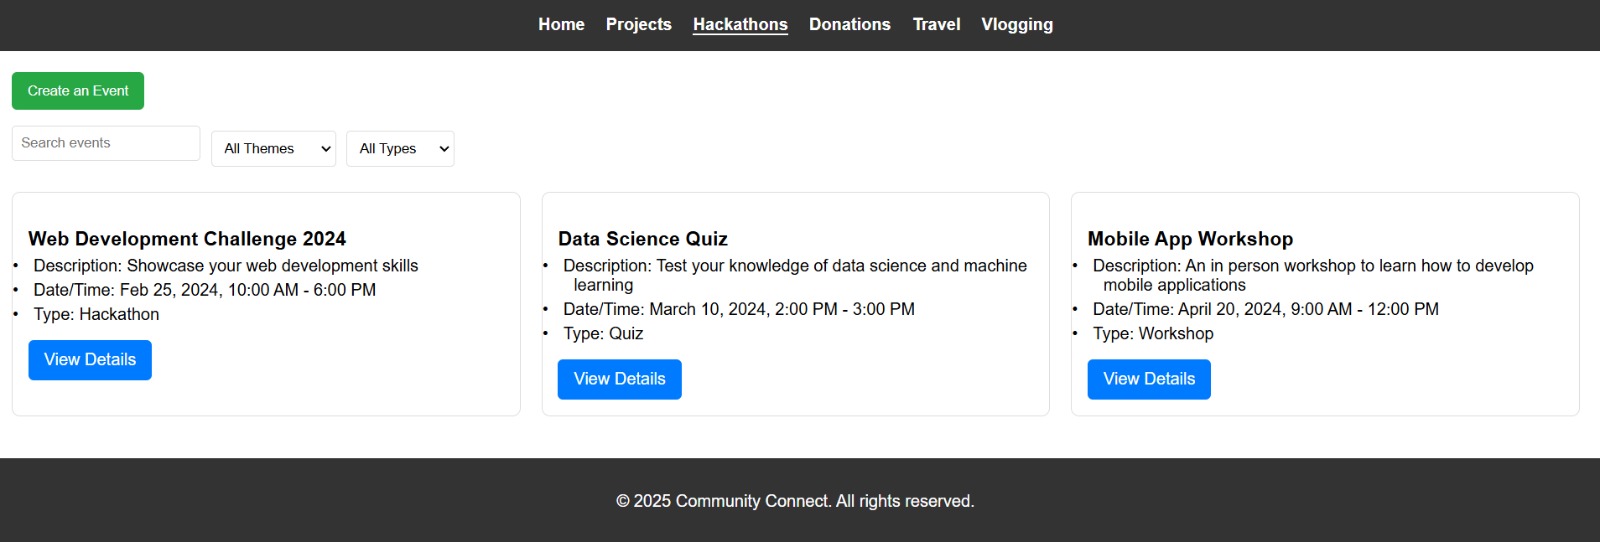 Home Projects Hackathons Donations Travel Vlogging
Create an Event
Search events All Themes All Types
Web Development Challenge 2024
• Description: Showcase your web development skills
• Date/Time: Feb 25, 2024, 10:00 AM - 6:00 PM
• Type: Hackathon
View Details
Data Science Quiz
• Description: Test your knowledge of data science and machine
learning
• Date/Time: March 10, 2024, 2:00 PM - 3:00 PM
• Type: Quiz
View Details
Mobile App Workshop
• Description: An in person workshop to learn how to develop
mobile applications
• Date/Time: April 20, 2024, 9:00 AM - 12:00 PM
• Type: Workshop
View Details
© 2025 Community Connect. All rights reserved.